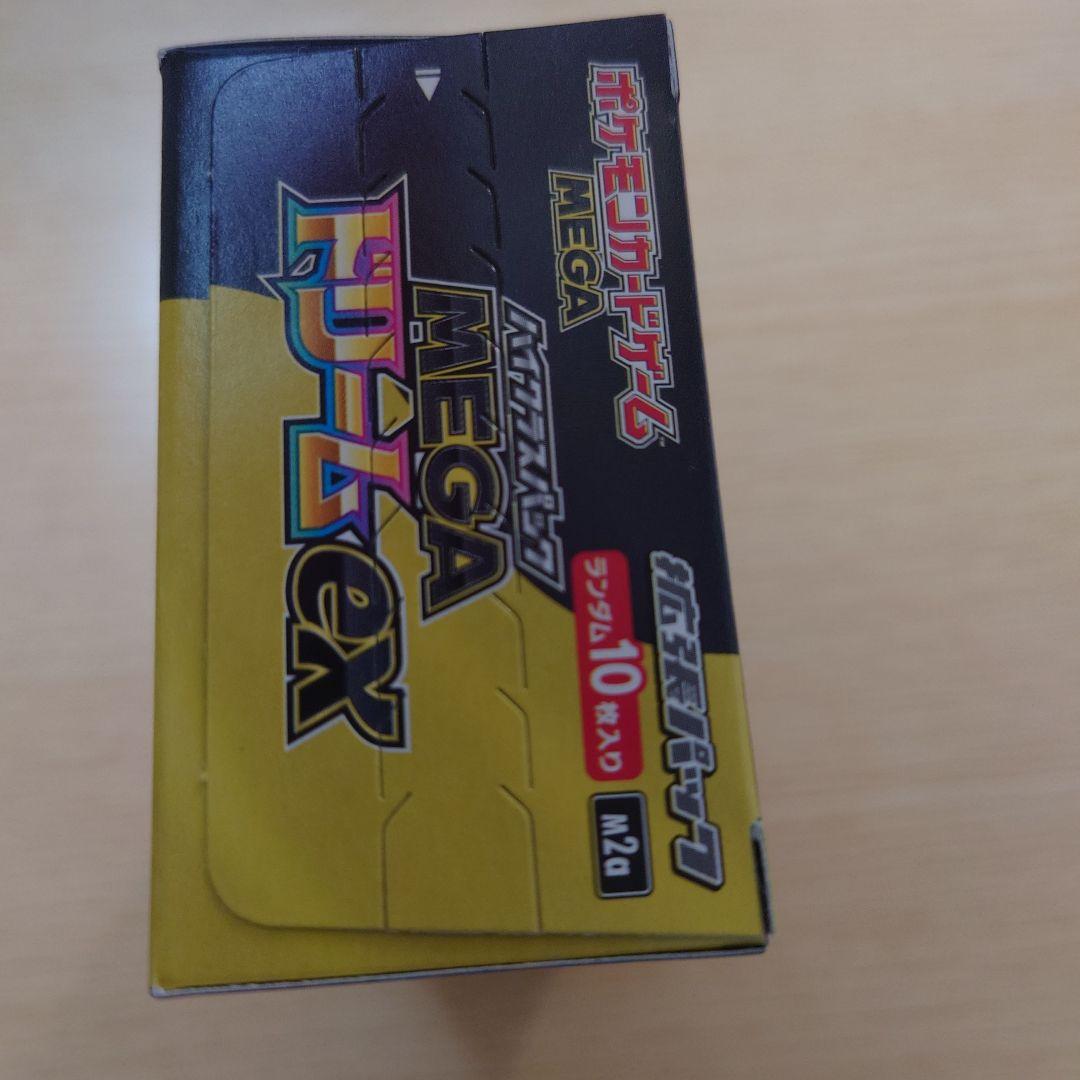 ポケモンカードゲーム™
MEGA
拡張パック
ハイクラスパック
MEGA
ドリームex
ランダム10枚入り
M2a